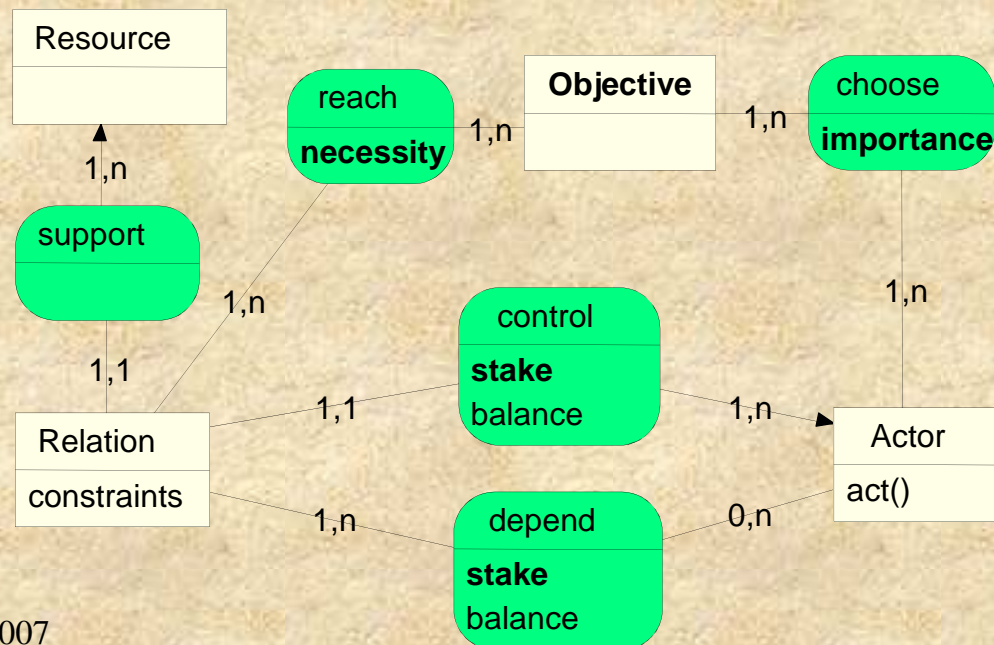 Resource
1,n
support
1,1
Relation
constraints
reach
necessity
1,n
1,n
Objective
1,n
choose
importance
1,n
control
stake
balance
1,1
1,n
Actor
act()
depend
stake
balance
1,n
0,n
007